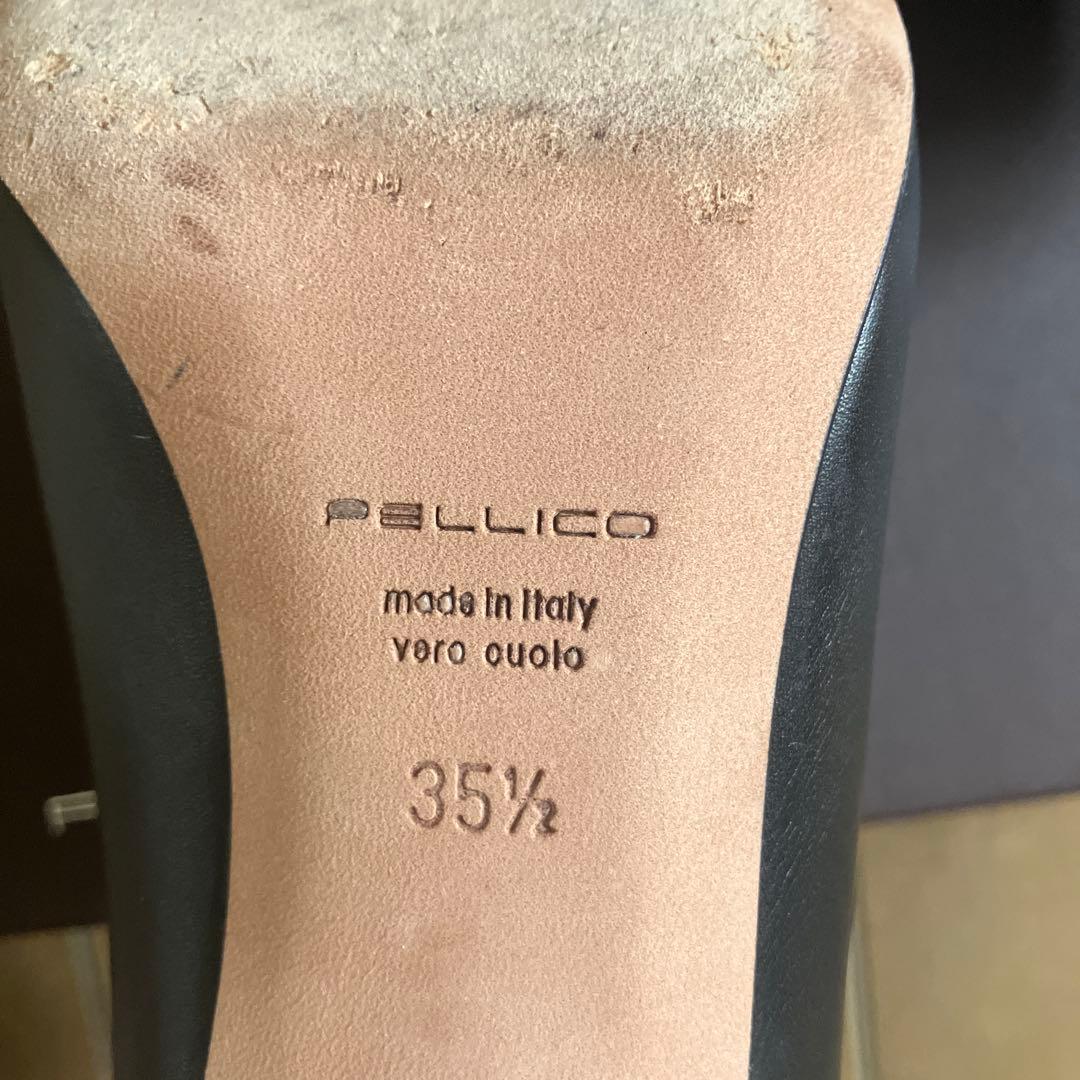 PELLICO
made in Italy
vero cuoio
35½